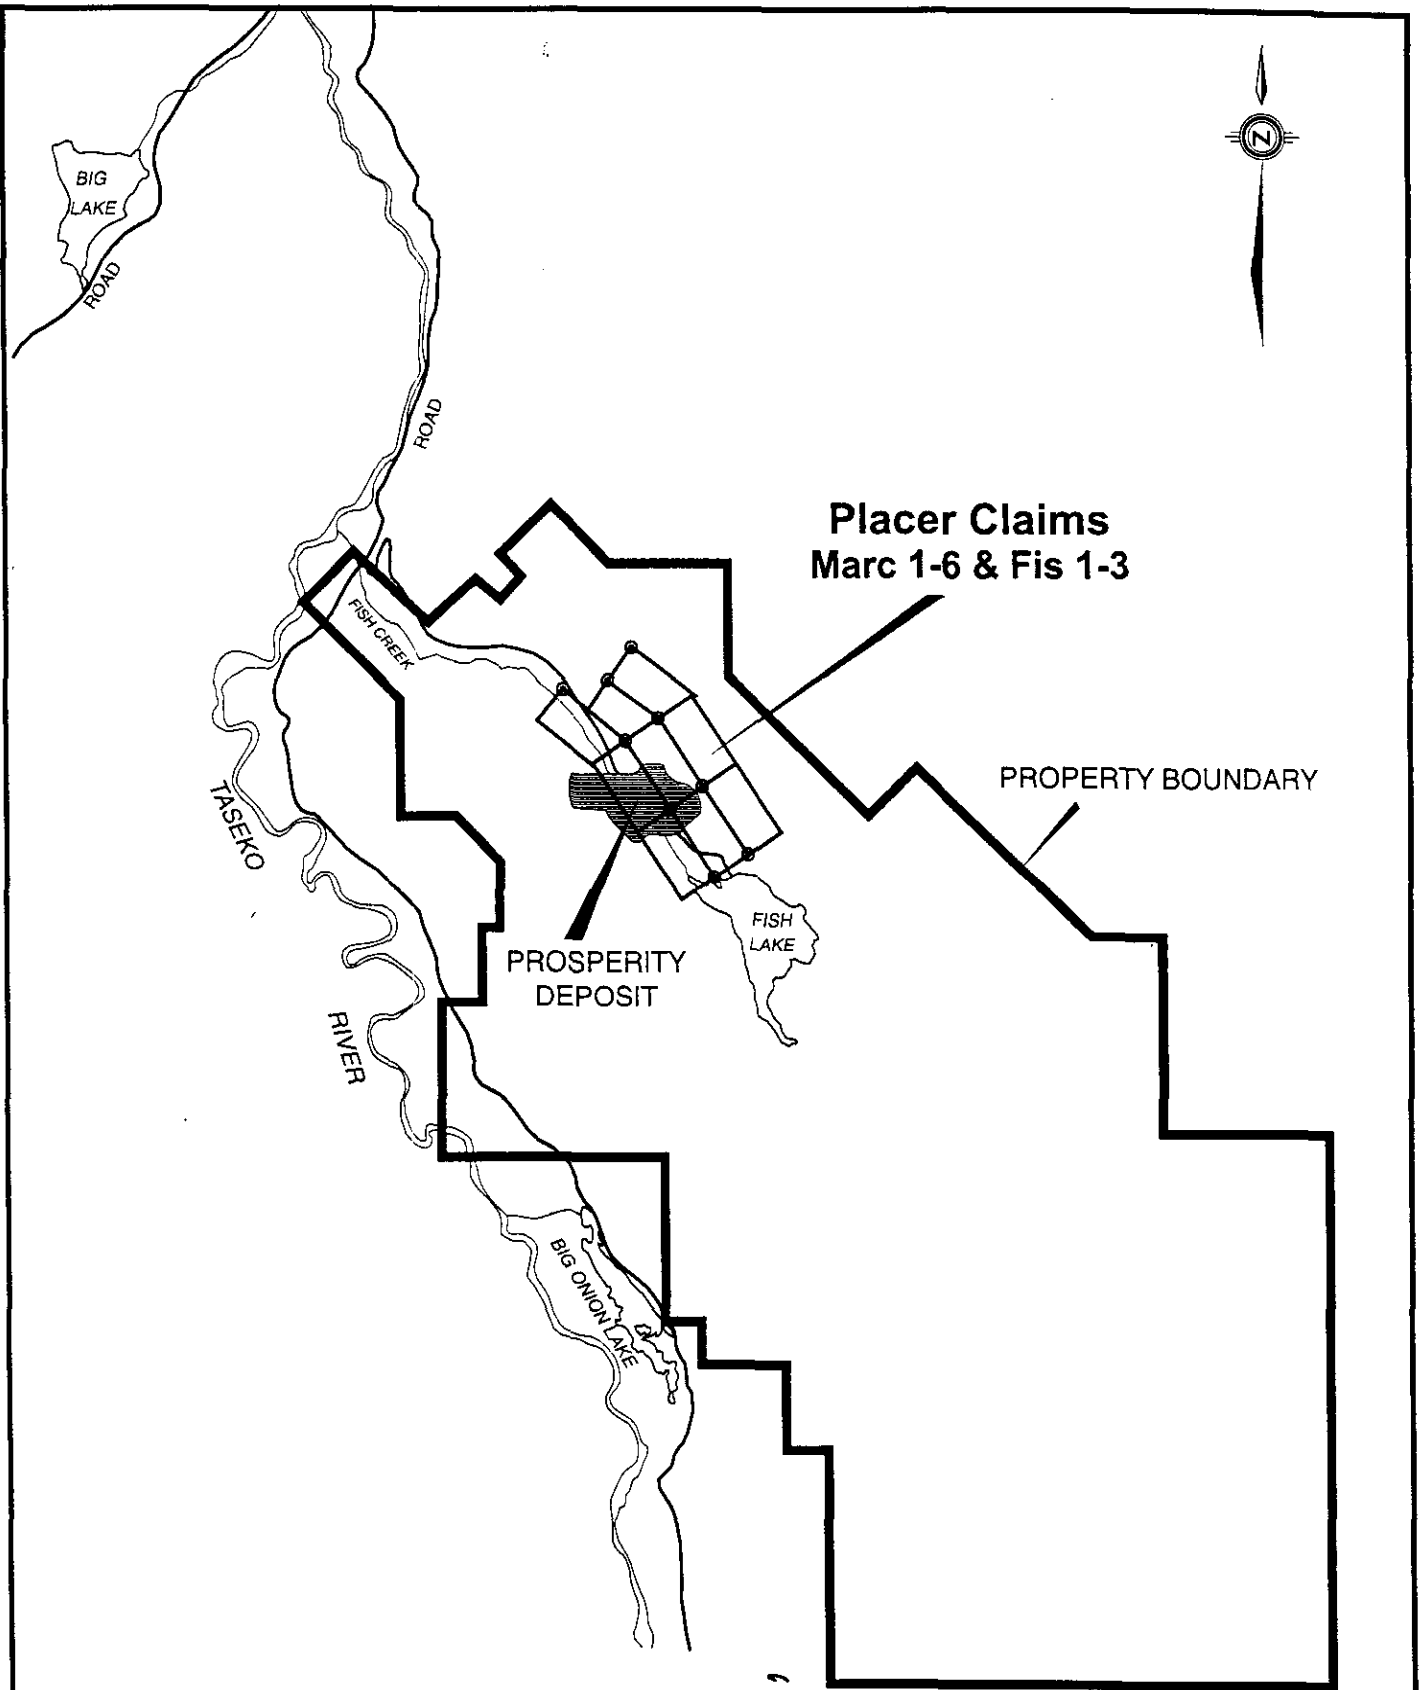 N
BIG
LAKE
ROAD
ROAD
Placer Claims
Marc 1-6 & Fis 1-3
FISH CREEK
PROPERTY BOUNDARY
TASEKO
FISH
LAKE
PROSPERITY
DEPOSIT
RIVER
BIG ONION LAKE